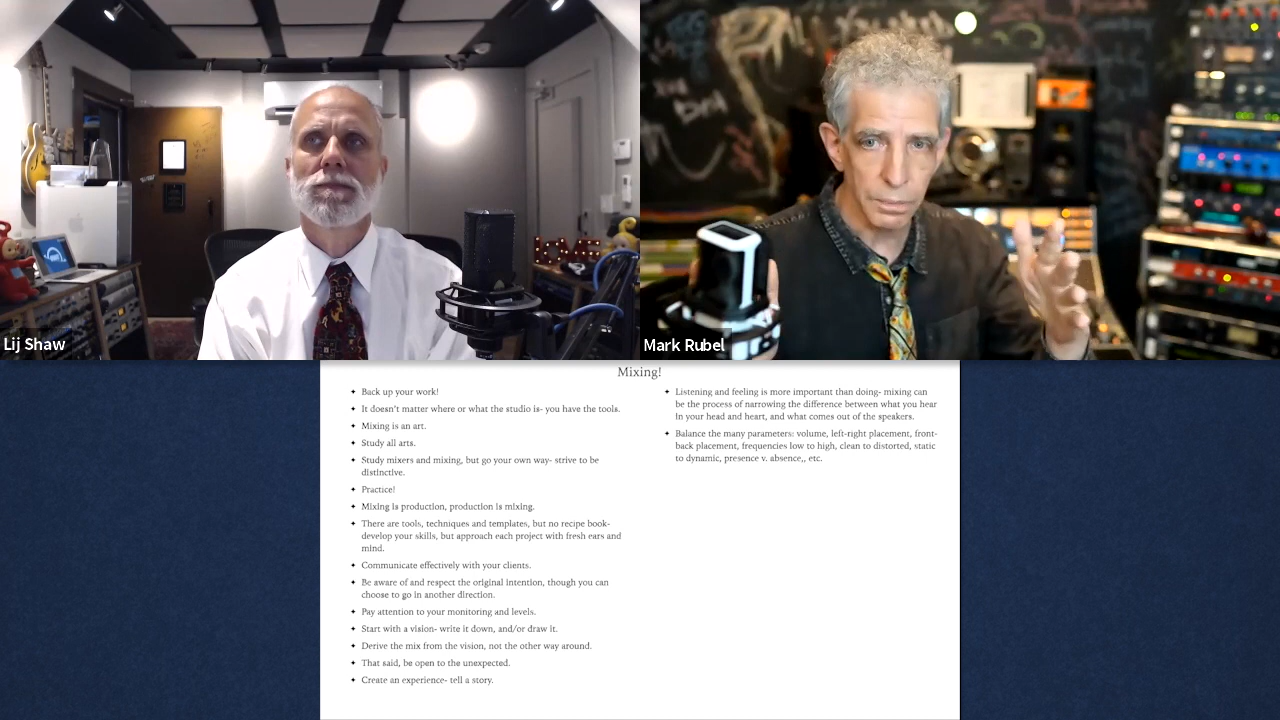 Lij Shaw
Mark Rubel
Mixing!
Back up your work!
It doesn't matter where or what the studio is- you have the tools.
Mixing is an art.
Study all arts.
Study mixers and mixing, but go your own way- strive to be
distinctive.
Practice!
Mixing is production, production is mixing.
There are tools, techniques and templates, but no recipe book-
develop your skills, but approach each project with fresh ears and
mind.
Communicate effectively with your clients.
Be aware of and respect the original intention, though you can
choose to go in another direction.
Pay attention to your monitoring and levels.
Start with a vision- write it down, and/or draw it.
Derive the mix from the vision, not the other way around.
That said, be open to the unexpected.
Create an experience- tell a story.
Listening and feeling is more important than doing- mixing can
be the process of narrowing the difference between what you hear
in your head and heart, and what comes out of the speakers.
Balance the many parameters: volume, left-right placement, front-
back placement, frequencies low to high, clean to distorted, static
to dynamic, presence v. absence,, etc.